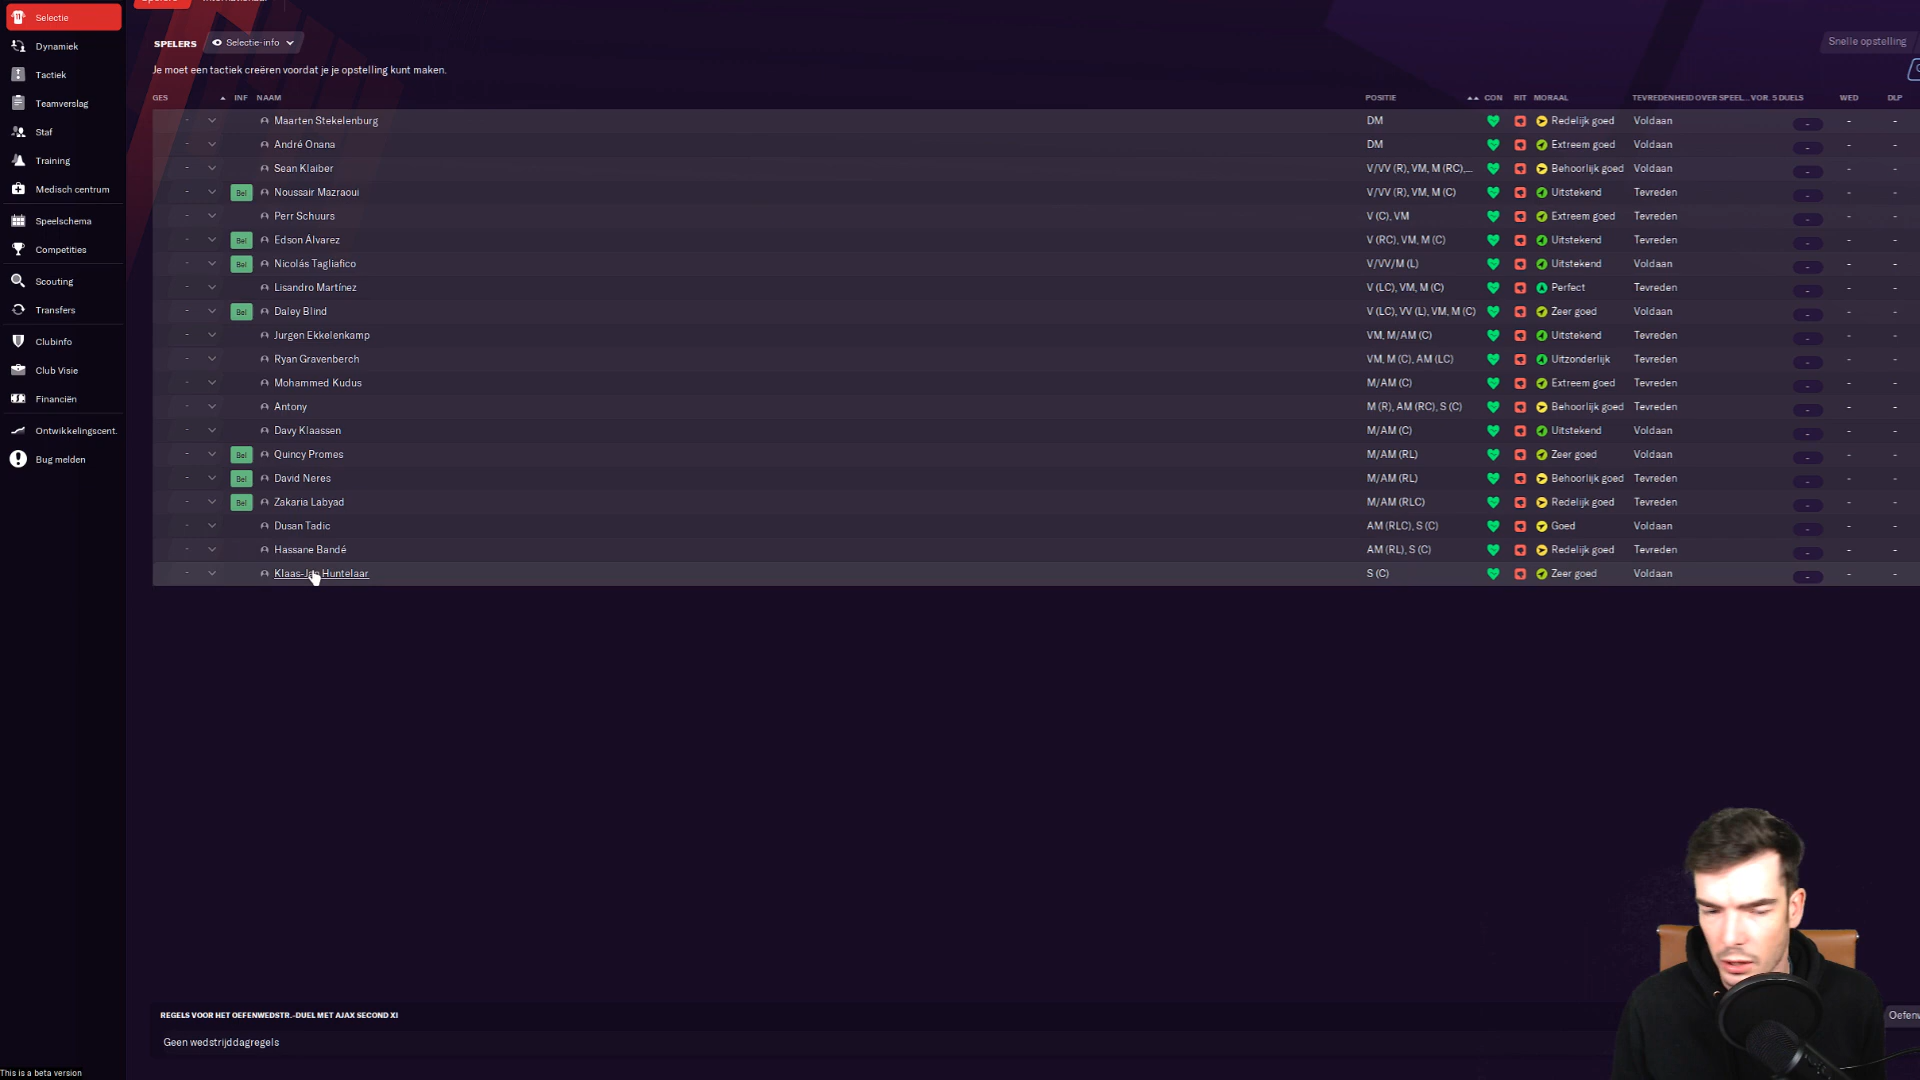 Selectie
Dynamiek
Tactiek
Teamverslag
Staf
Training
Medisch centrum
Speelschema
Competities
Scouting
Transfers
Clubinfo
Club Visie
Financiën
Ontwikkelingscent.
Bug melden
This is a beta version
SPELERS Selectie-info
Snelle opstelling
Je moet een tactiek creëren voordat je je opstelling kunt maken.
GES INF NAAM POSITIE CON RIT MORAAL TEVREDENHEID OVER SPEEL... VOR. 5 DUELS WED DLP
- Maarten Stekelenburg DM Redelijk goed Voldaan - - -
- André Onana DM Extreem goed Voldaan - - -
- Sean Klaiber V/VV (R), VM, M (RC),... Behoorlijk goed Voldaan - - -
- Bel Noussair Mazraoui V/VV (R), VM, M (C) Uitstekend Tevreden - - -
- Perr Schuurs V (C), VM Extreem goed Tevreden - - -
- Bel Edson Álvarez V (RC), VM, M (C) Uitstekend Tevreden - - -
- Bel Nicolás Tagliafico V/VV/M (L) Uitstekend Voldaan - - -
- Lisandro Martínez V (LC), VM, M (C) Perfect Tevreden - - -
- Bel Daley Blind V (LC), VV (L), VM, M (C) Zeer goed Voldaan - - -
- Jurgen Ekkelenkamp VM, M/AM (C) Uitstekend Tevreden - - -
- Ryan Gravenberch VM, M (C), AM (LC) Uitzonderlijk Tevreden - - -
- Mohammed Kudus M/AM (C) Extreem goed Tevreden - - -
- Antony M (R), AM (RC), S (C) Behoorlijk goed Tevreden - - -
- Davy Klaassen M/AM (C) Uitstekend Voldaan - - -
- Bel Quincy Promes M/AM (RL) Zeer goed Voldaan - - -
- Bel David Neres M/AM (RL) Behoorlijk goed Tevreden - - -
- Bel Zakaria Labyad M/AM (RLC) Redelijk goed Tevreden - - -
- Dusan Tadic AM (RLC), S (C) Goed Voldaan - - -
- Hassane Bandé AM (RL), S (C) Redelijk goed Voldaan - - -
- Klaas-Jan Huntelaar S (C) Zeer goed Voldaan - - -
REGELS VOOR HET OEFENWEDSTR.-DUEL MET AJAX SECOND XI
Oefenw
Geen wedstrijddagregels